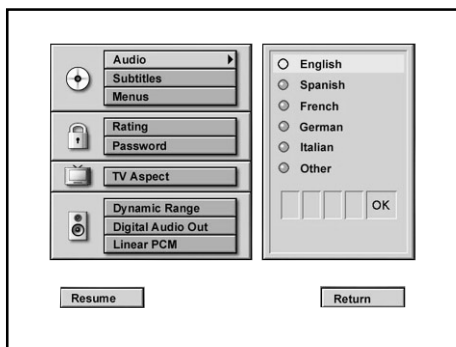 Audio
Subtitles
Menus
Rating
Password
TV Aspect
Dynamic Range
Digital Audio Out
Linear PCM
English
Spanish
French
German
Italian
Other
OK
Resume
Return